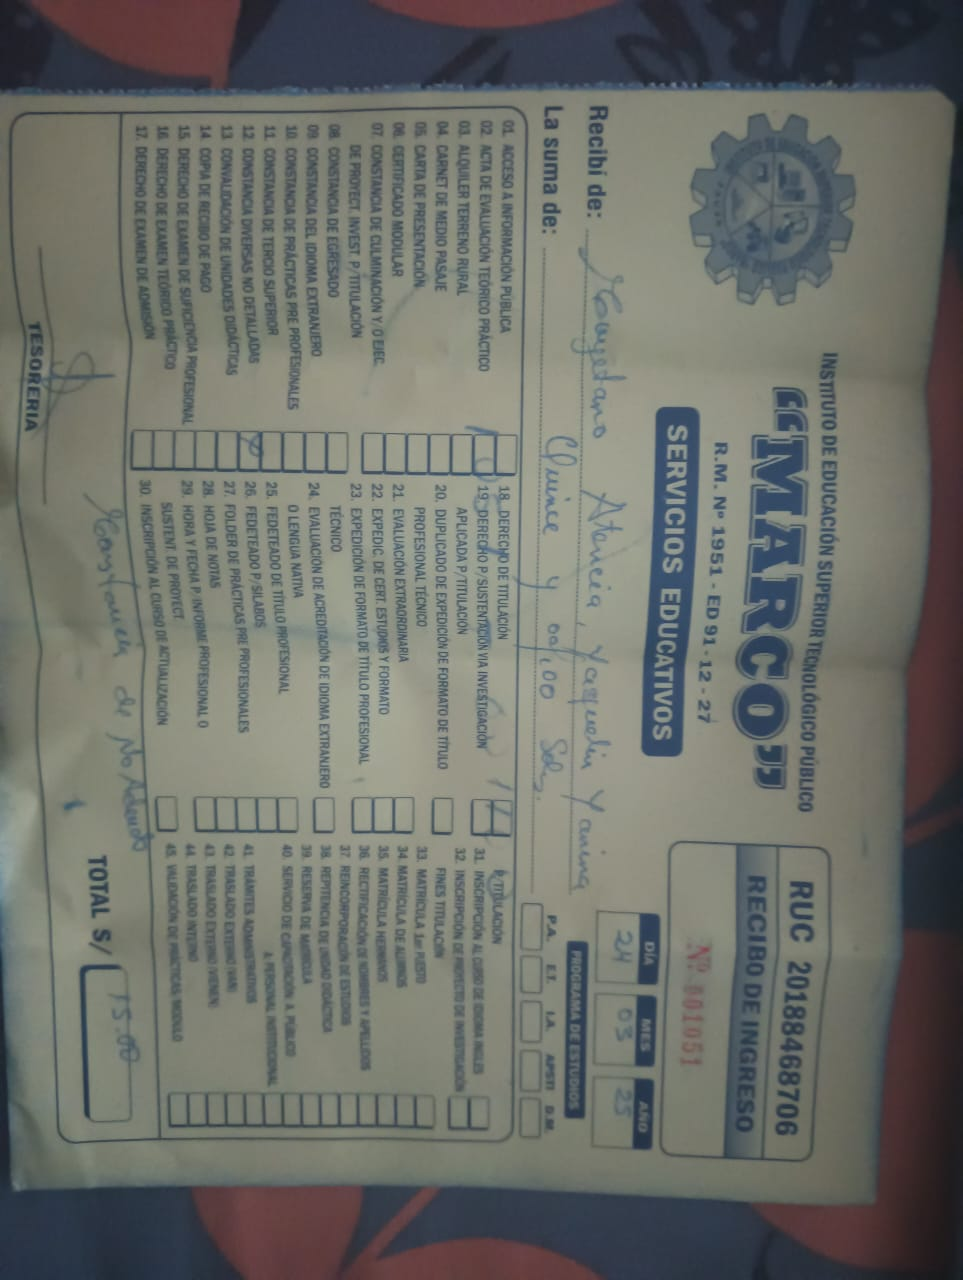 INSTITUTO DE EDUCACIÓN SUPERIOR TECNOLÓGICO PÚBLICO
“MARCO”
R.M. Nº 1951 - ED 91 - 12 - 27
SERVICIOS EDUCATIVOS
RUC 20188468706
RECIBO DE INGRESO
Nº 001051
DÍA MES AÑO
24 03 25
PROGRAMA DE ESTUDIOS
P.A. E.T. I.A. APSTI D.M.
Recibí de: Atencia, Yaquelin Yanina
La suma de: Quince y 00/100 Soles.
01. ACCESO A INFORMACIÓN PÚBLICA
02. ACTA DE EVALUACIÓN TEÓRICO PRÁCTICO
03. ALQUILER TERRENO RURAL
04. CARNET DE MEDIO PASAJE
05. CARTA DE PRESENTACIÓN
06. CERTIFICADO MODULAR
07. CONSTANCIA DE CULMINACIÓN Y/O EJEC.
DE PROYECT. INVEST. P/TITULACIÓN
08. CONSTANCIA DE EGRESADO
09. CONSTANCIA DEL IDIOMA EXTRANJERO
10. CONSTANCIA DE PRÁCTICAS PRE PROFESIONALES
11. CONSTANCIA DE TERCIO SUPERIOR
12. CONSTANCIA DIVERSAS NO DETALLADAS
13. CONVALIDACIÓN DE UNIDADES DIDÁCTICAS
14. COPIA DE RECIBO DE PAGO
15. DERECHO DE EXAMEN DE SUFICIENCIA PROFESIONAL
16. DERECHO DE EXAMEN TEÓRICO PRÁCTICO
17. DERECHO DE EXAMEN DE ADMISIÓN
18. DERECHO DE TITULACIÓN
19. DERECHO P/SUSTENTACIÓN VIA INVESTIGACIÓN
APLICADA P/TITULACIÓN
20. DUPLICADO DE EXPEDICIÓN DE FORMATO DE TÍTULO
PROFESIONAL TÉCNICO
21. EVALUACIÓN EXTRAORDINARIA
22. EXPEDIC. DE CERT. ESTUDIOS Y FORMATO
23. EXPEDICIÓN DE FORMATO DE TÍTULO PROFESIONAL
TÉCNICO
24. EVALUACIÓN DE ACREDITACIÓN DE IDIOMA EXTRANJERO
O LENGUA NATIVA
25. FEDETEADO DE TÍTULO PROFESIONAL
26. FEDETEADO P/SILABOS
27. FOLDER DE PRÁCTICAS PRE PROFESIONALES
28. HOJA DE NOTAS
29. HORA Y FECHA P/INFORME PROFESIONAL O
SUSTENT. DE PROYECT.
30. INSCRIPCIÓN AL CURSO DE ACTUALIZACIÓN
P/TITULACIÓN
31. INSCRIPCIÓN AL CURSO DE IDIOMA INGLES
32. INSCRIPCIÓN DE PROYECTO DE INVESTIGACIÓN
FINES TITULACIÓN
33. MATRÍCULA 1er PUESTO
34. MATRÍCULA DE ALUMNOS
35. MATRÍCULA HERMNOS
36. RECTIFICACIÓN DE NOMBRES Y APELLIDOS
37. REINCORPORACIÓN DE ESTUDIOS
38. REPITENCIA DE UNIDAD DIDÁCTICA
39. RESERVA DE MATRÍCULA
40. SERVICIO DE CAPACITACIÓN: A. PÚBLICO
A. PERSONAL INSTITUCIONAL
41. TRÁMITES ADMINISTRATIVOS
42. TRASLADO EXTERNO (VAN)
43. TRASLADO EXTERNO (VIENEN)
44. TRASLADO INTERNO
45. VALIDACIÓN DE PRÁCTICAS/MODULO
Constancia de No Adeudo
TESORERIA
TOTAL S/ 15.00